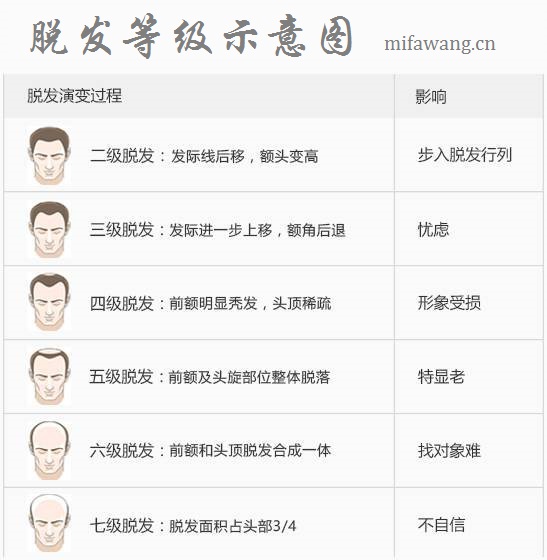 脱发等级示意图 mifawang.cn
脱发演变过程 影响
二级脱发：发际线后移，额头变高 步入脱发行列
三级脱发：发际进一步上移，额角后退 忧虑
四级脱发：前额明显秃发，头顶稀疏 形象受损
五级脱发：前额及头旋部位整体脱落 特显老
六级脱发：前额和头顶脱发合成一体 找对象难
七级脱发：脱发面积占头部3/4 不自信